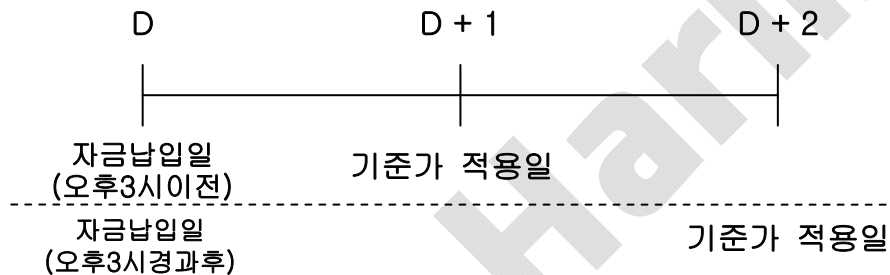 D D + 1 D + 2
자금납입일
(오후3시이전)
기준가 적용일
자금납입일
(오후3시경과후)
기준가 적용일